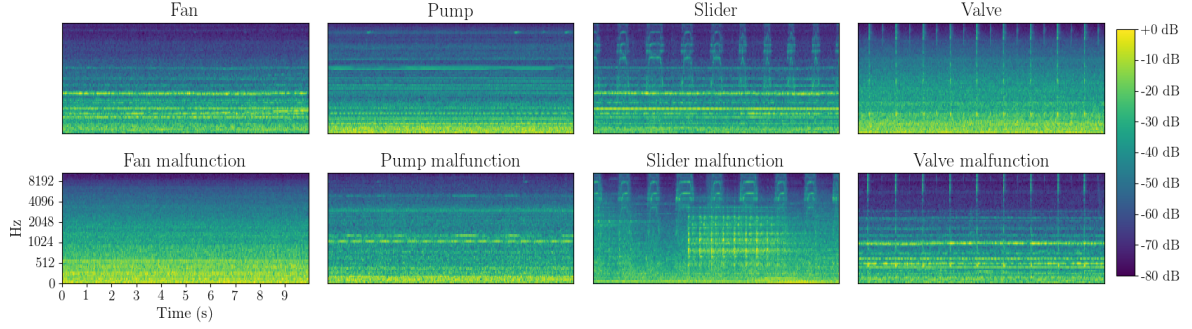 Fan Pump Slider Valve
+0 dB
-10 dB
-20 dB
-30 dB
-40 dB
-50 dB
-60 dB
-70 dB
-80 dB
Fan malfunction Pump malfunction Slider malfunction Valve malfunction
8192
4096
2048
1024
512
0
Hz
0 1 2 3 4 5 6 7 8 9
Time (s)